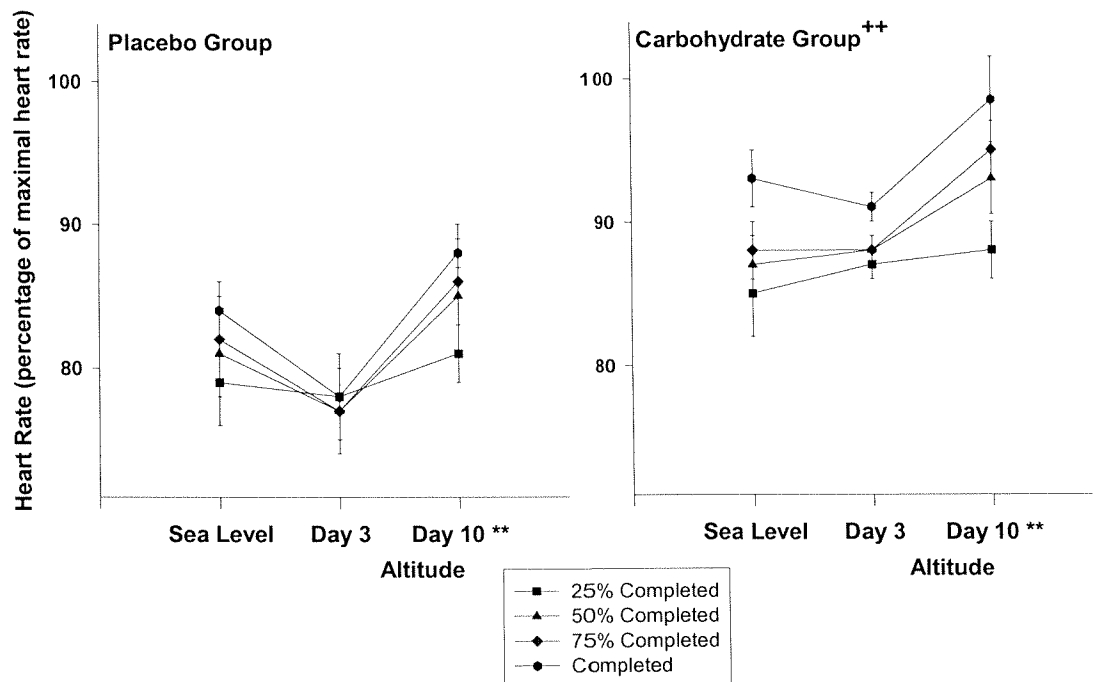 Heart Rate (percentage of maximal heart rate)
Placebo Group
100
90
80
Sea Level Day 3 Day 10 **
Altitude
Carbohydrate Group++
100
90
80
Sea Level Day 3 Day 10 **
Altitude
25% Completed
50% Completed
75% Completed
Completed